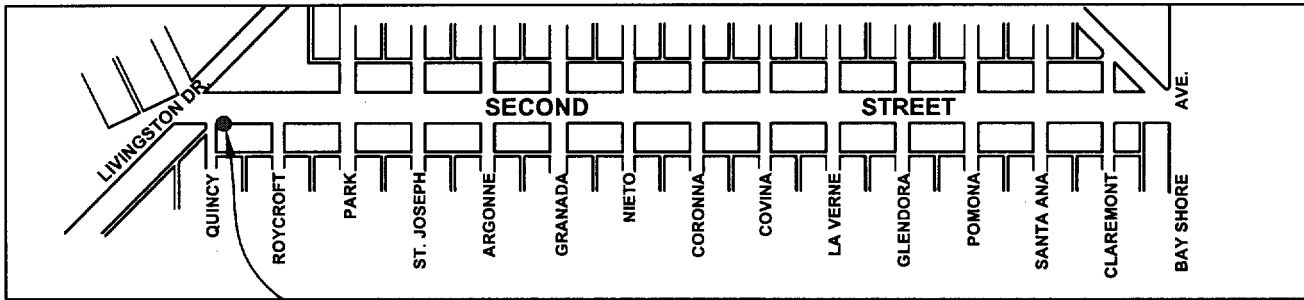 LIVINGSTON DR.
SECOND STREET
AVE.
QUINCY
ROYCROFT
PARK
ST. JOSEPH
ARGONNE
GRANADA
NIETO
CORONNA
COVINA
LA VERNE
GLENDORA
POMONA
SANTA ANA
CLAREMONT
BAY SHORE